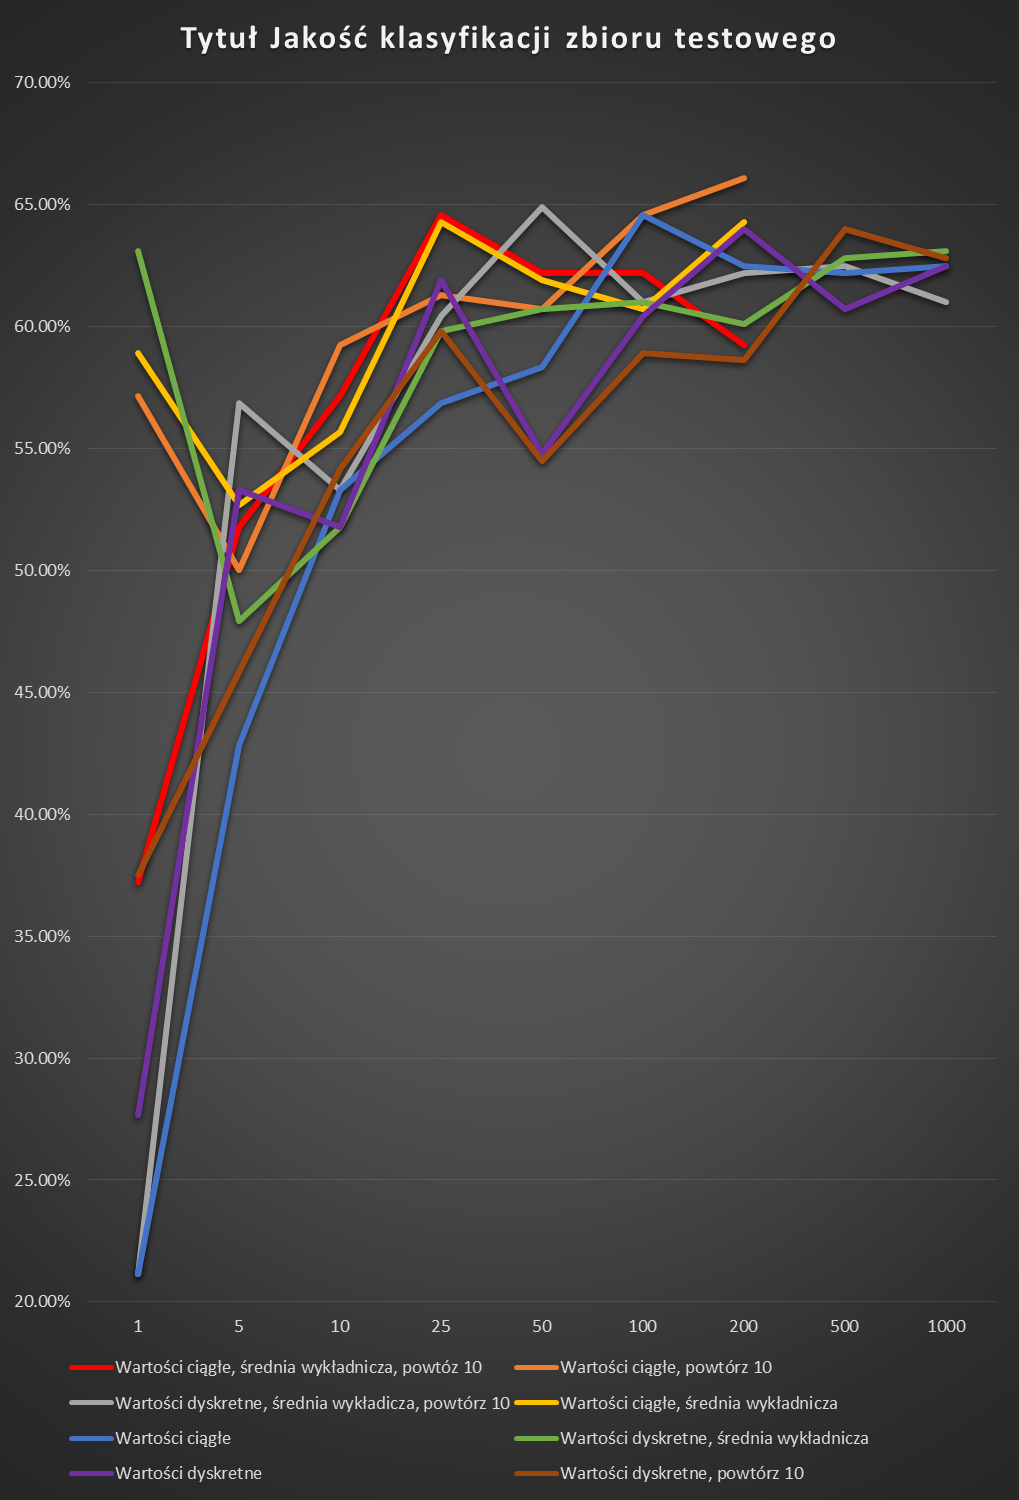 Tytuł Jakość klasyfikacji zbioru testowego
70.00%
65.00%
60.00%
55.00%
50.00%
45.00%
40.00%
35.00%
30.00%
25.00%
20.00%
1 5 10 25 50 100 200 500 1000
Wartości ciągłe, średnia wykładnicza, powtóz 10 Wartości ciągłe, powtórz 10
Wartości dyskretne, średnia wykładicza, powtórz 10 Wartości ciągłe, średnia wykładnicza
Wartości ciągłe Wartości dyskretne, średnia wykładnicza
Wartości dyskretne Wartości dyskretne, powtórz 10